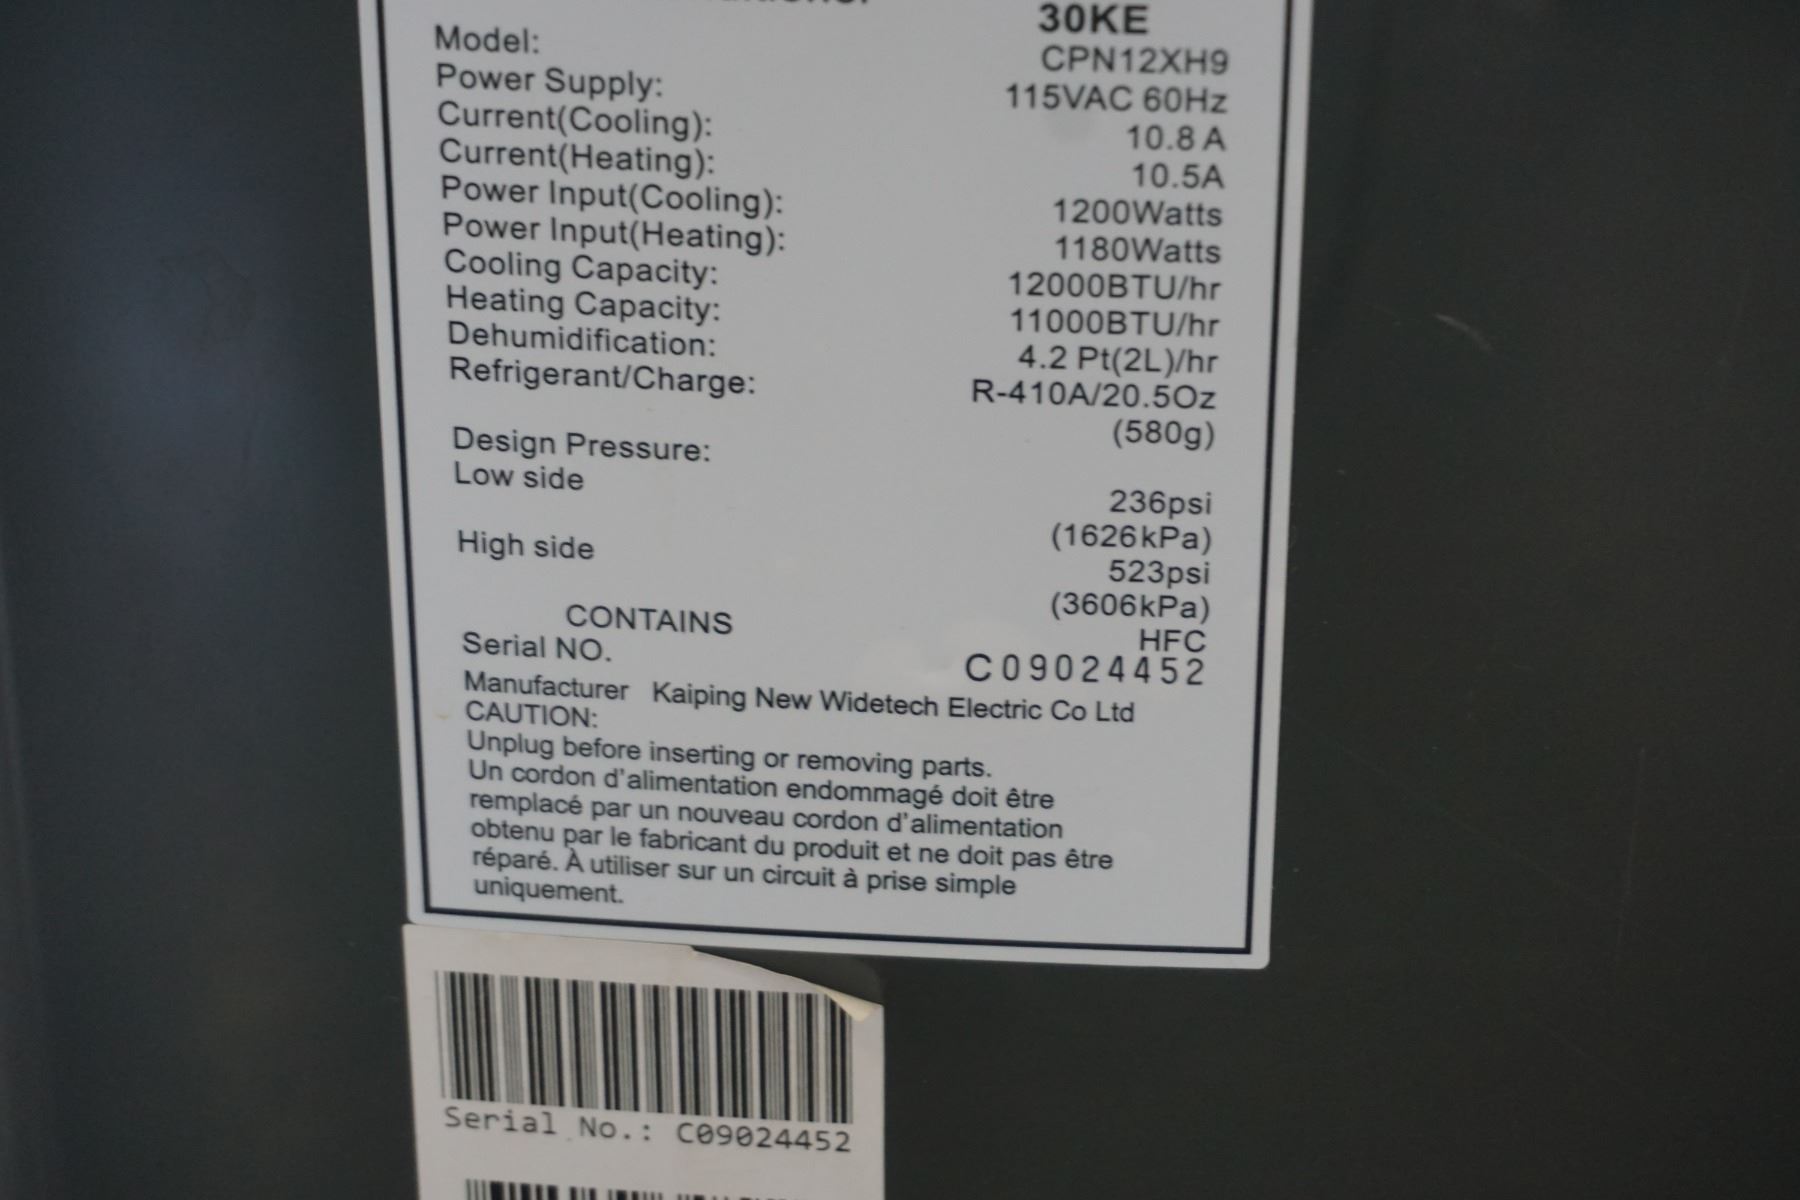 30KE
Model: CPN12XH9
Power Supply: 115VAC 60Hz
Current(Cooling): 10.8 A
Current(Heating): 10.5A
Power Input(Cooling): 1200Watts
Power Input(Heating): 1180Watts
Cooling Capacity: 12000BTU/hr
Heating Capacity: 11000BTU/hr
Dehumidification: 4.2 Pt(2L)/hr
Refrigerant/Charge: R-410A/20.5Oz
(580g)
Design Pressure:
Low side 236psi
(1626kPa)
High side 523psi
(3606kPa)
CONTAINS HFC
Serial NO. C09024452
Manufacturer Kaiping New Widetech Electric Co Ltd
CAUTION:
Unplug before inserting or removing parts.
Un cordon d'alimentation endommagé doit être
remplacé par un nouveau cordon d'alimentation
obtenu par le fabricant du produit et ne doit pas être
réparé. À utiliser sur un circuit à prise simple
uniquement.
Serial No.: C09024452